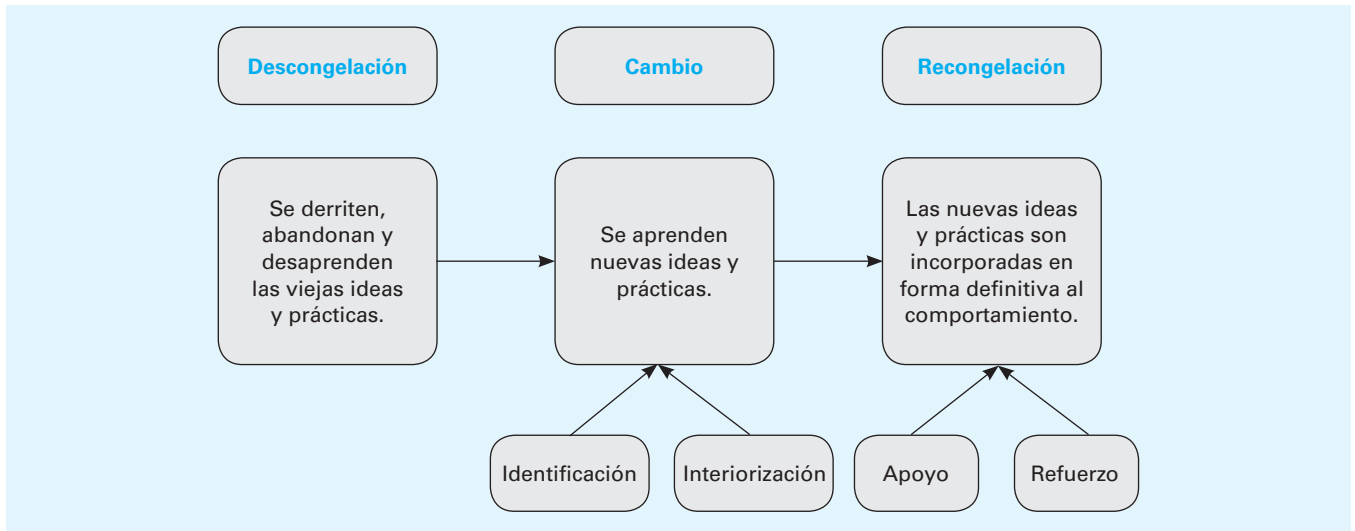 Descongelación
Cambio
Recongelación
Se derriten,
abandonan y
desaprenden
las viejas ideas
y prácticas.
Se aprenden
nuevas ideas y
prácticas.
Las nuevas ideas
y prácticas son
incorporadas en
forma definitiva al
comportamiento.
Identificación
Interiorización
Apoyo
Refuerzo